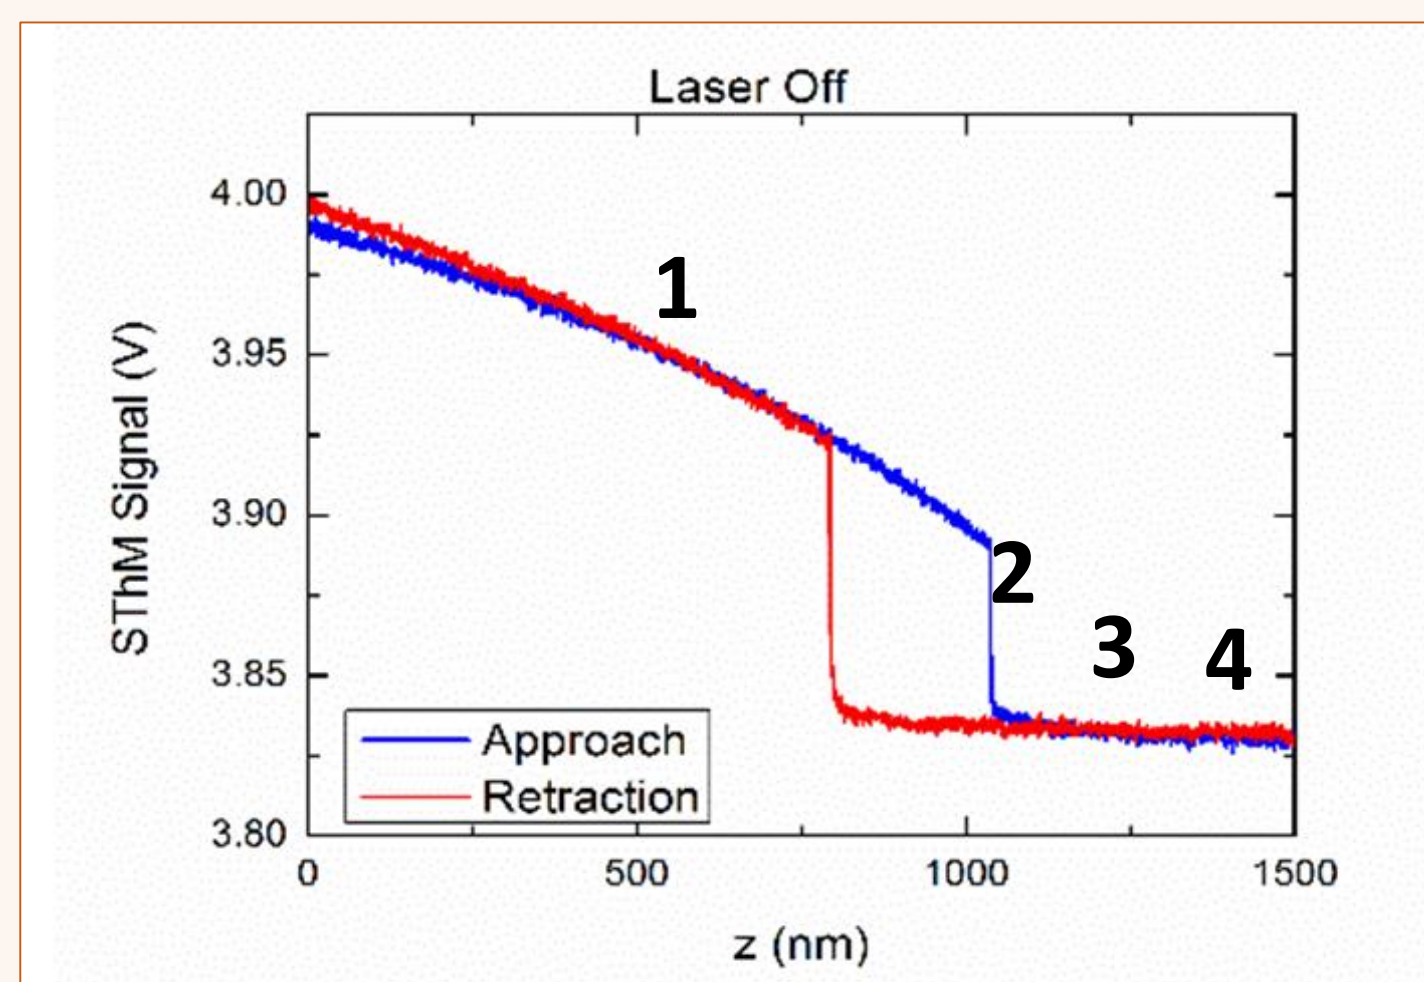 Laser Off
4.00
3.95
3.90
3.85
3.80
SThM Signal (V)
1
2
3
4
Approach
Retraction
0
500
1000
1500
z (nm)